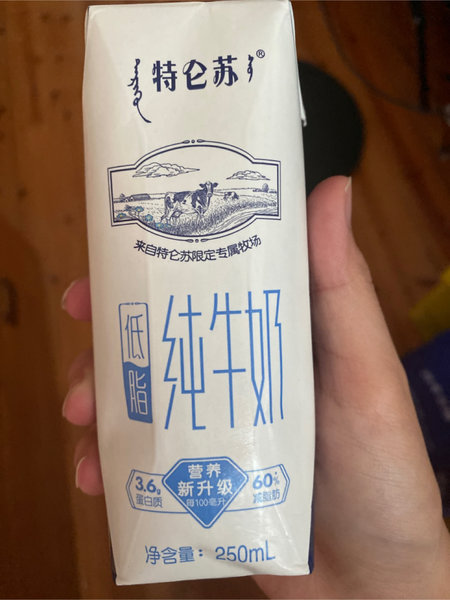 特仑苏®
来自特仑苏限定专属牧场
低脂
纯牛奶
营养
新升级
每100毫升
3.6g
蛋白质
60%
减脂肪
净含量：250mL